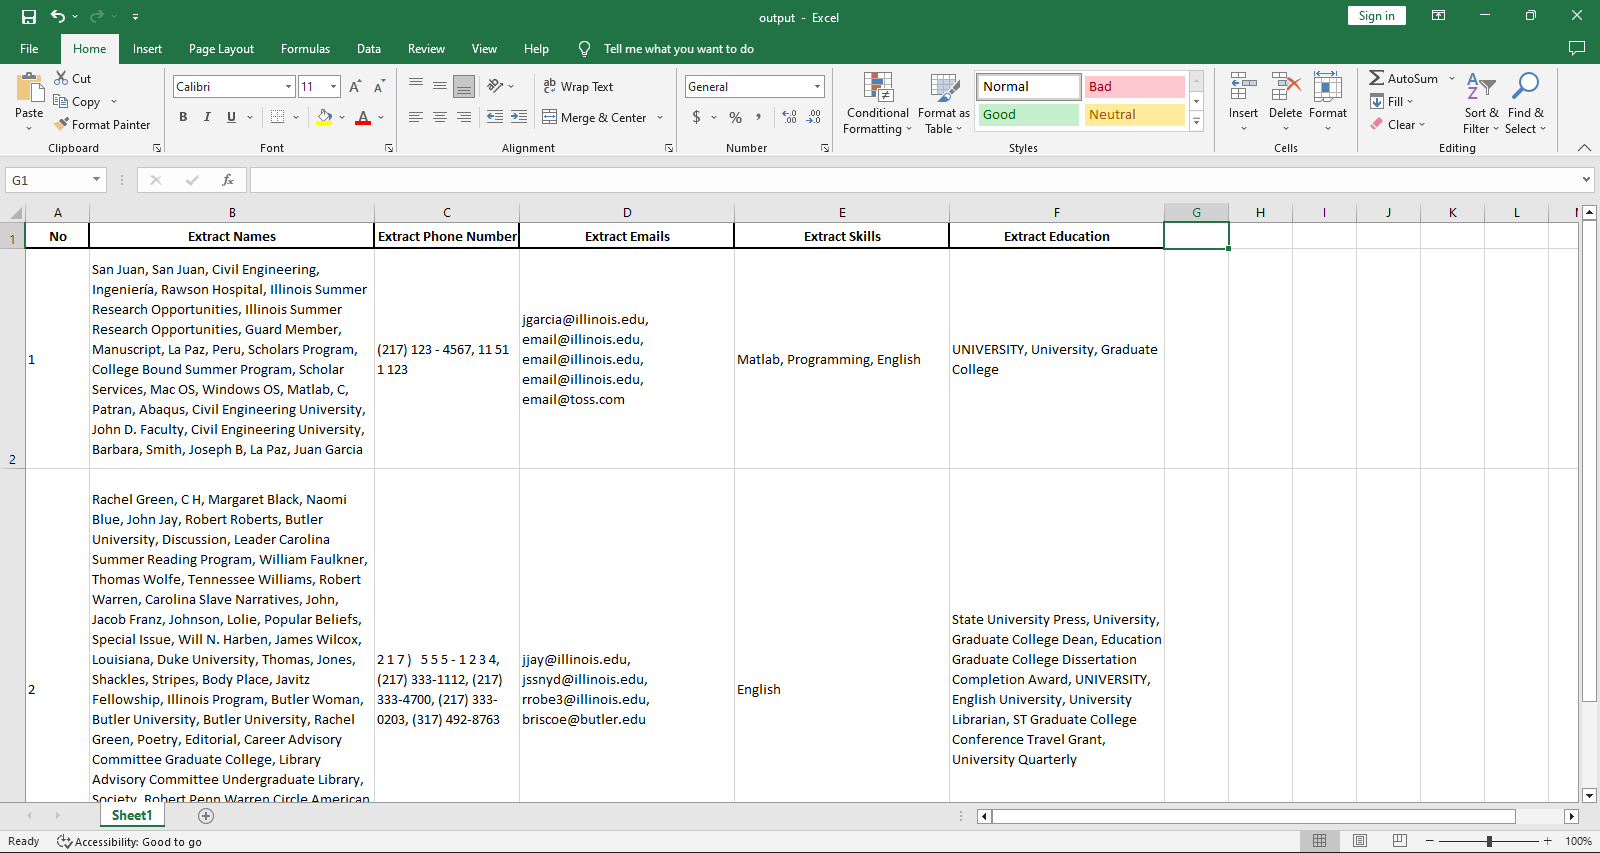 output - Excel
Sign in
File Home Insert Page Layout Formulas Data Review View Help Tell me what you want to do
Paste
Cut
Copy
Format Painter
Clipboard
Calibri 11
B I U
Font
Wrap Text
Merge & Center
Alignment
General
$ %
Number
Conditional Formatting
Format as Table
Normal Bad
Good Neutral
Styles
Insert Delete Format
Cells
AutoSum
Fill
Clear
Sort & Filter
Find & Select
Editing
G1
fx
A B C D E F G H I J K L
1 No Extract Names Extract Phone Number Extract Emails Extract Skills Extract Education
2
1
San Juan, San Juan, Civil Engineering,
Ingeniería, Rawson Hospital, Illinois Summer
Research Opportunities, Illinois Summer
Research Opportunities, Guard Member,
Manuscript, La Paz, Peru, Scholars Program,
College Bound Summer Program, Scholar
Services, Mac OS, Windows OS, Matlab, C,
Patran, Abaqus, Civil Engineering University,
John D. Faculty, Civil Engineering University,
Barbara, Smith, Joseph B, La Paz, Juan Garcia
(217) 123 - 4567, 11 51
1 123
jgarcia@illinois.edu,
email@illinois.edu,
email@illinois.edu,
email@illinois.edu,
email@toss.com
Matlab, Programming, English
UNIVERSITY, University, Graduate
College
2
Rachel Green, C H, Margaret Black, Naomi
Blue, John Jay, Robert Roberts, Butler
University, Discussion, Leader Carolina
Summer Reading Program, William Faulkner,
Thomas Wolfe, Tennessee Williams, Robert
Warren, Carolina Slave Narratives, John,
Jacob Franz, Johnson, Lolie, Popular Beliefs,
Special Issue, Will N. Harben, James Wilcox,
Louisiana, Duke University, Thomas, Jones,
Shackles, Stripes, Body Place, Javitz
Fellowship, Illinois Program, Butler Woman,
Butler University, Butler University, Rachel
Green, Poetry, Editorial, Career Advisory
Committee Graduate College, Library
Advisory Committee Undergraduate Library,
Society, Robert Penn Warren Circle American
2 1 7 ) 5 5 5 - 1 2 3 4,
(217) 333-1112, (217)
333-4700, (217) 333-
0203, (317) 492-8763
jjay@illinois.edu,
jssnyd@illinois.edu,
rrobe3@illinois.edu,
briscoe@butler.edu
English
State University Press, University,
Graduate College Dean, Education
Graduate College Dissertation
Completion Award, UNIVERSITY,
English University, University
Librarian, ST Graduate College
Conference Travel Grant,
University Quarterly
Sheet1
Ready Accessibility: Good to go 100%